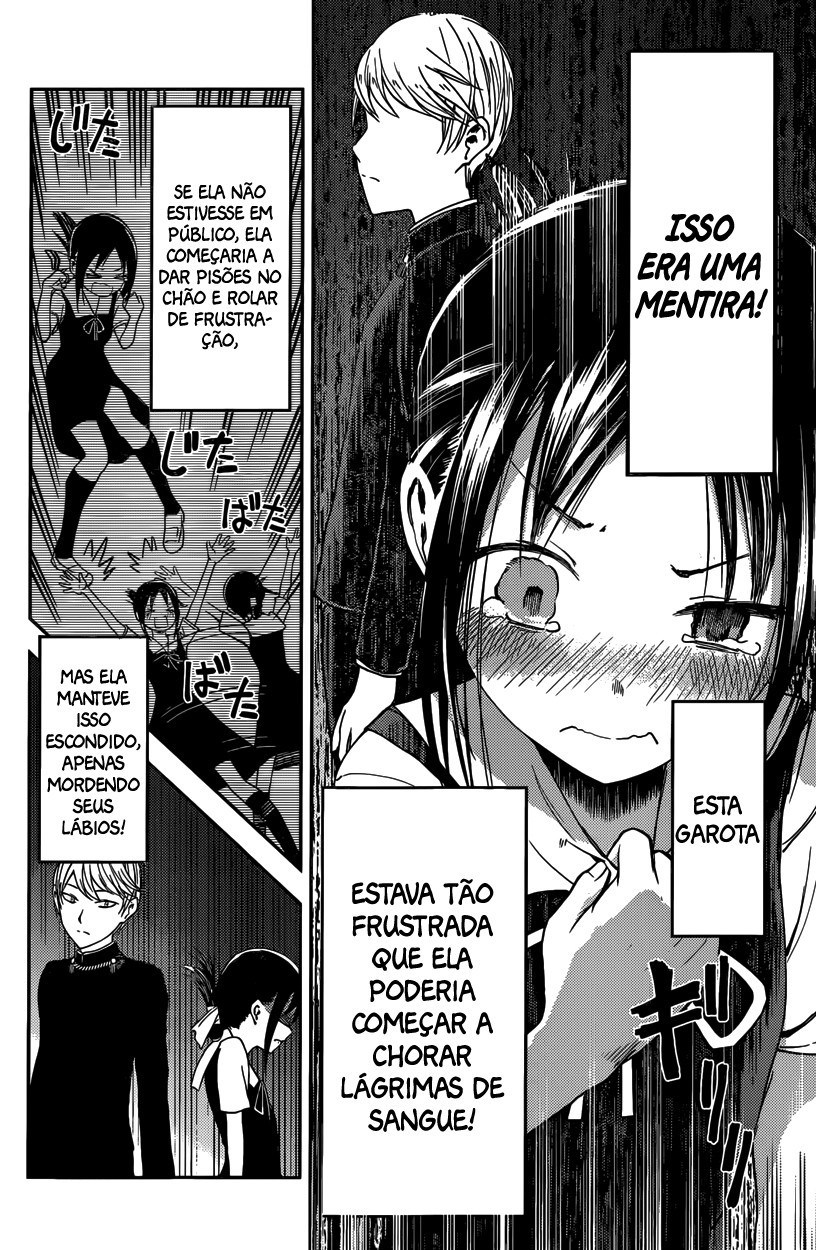 ISSO
ERA UMA
MENTIRA!
ESTA
GAROTA
ESTAVA TÃO
FRUSTRADA
QUE ELA
PODERIA
COMEÇAR A
CHORAR
LÁGRIMAS DE
SANGUE!
ギリ
SE ELA NÃO
ESTIVESSE EM
PÚBLICO, ELA
COMEÇARIA A
DAR PISÕES NO
CHÃO E ROLAR
DE FRUSTRA-
ÇÃO,
じた
じた
ばた
ばた
MAS ELA
MANTEVE
ISSO
ESCONDIDO,
APENAS
MORDENDO
SEUS
LÁBIOS!